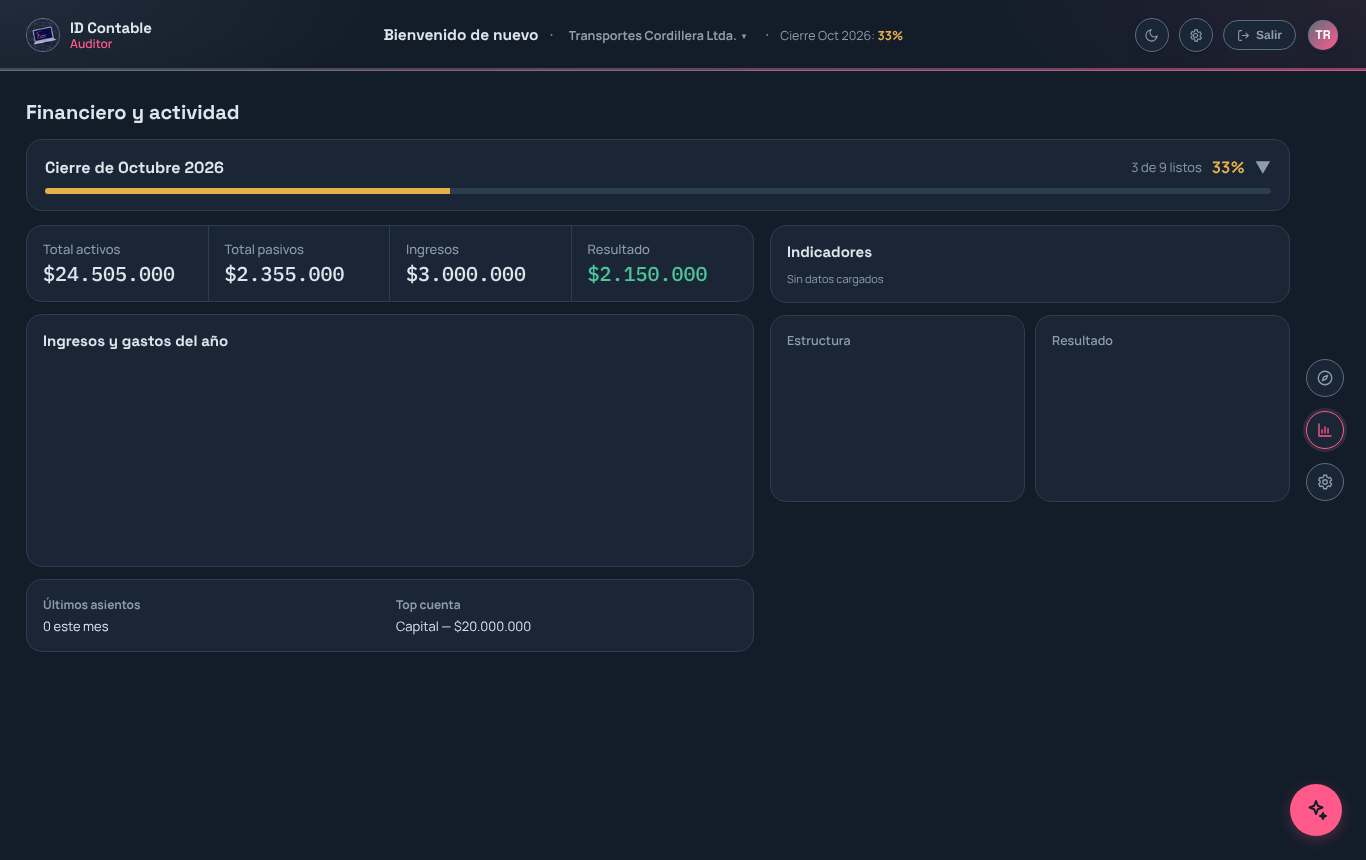 ID Contable
Auditor
Bienvenido de nuevo · Transportes Cordillera Ltda. ▾ · Cierre Oct 2026: 33%
Salir
TR
Financiero y actividad
Cierre de Octubre 2026
3 de 9 listos 33% ▼
Total activos
$24.505.000
Total pasivos
$2.355.000
Ingresos
$3.000.000
Resultado
$2.150.000
Indicadores
Sin datos cargados
Ingresos y gastos del año
Estructura
Resultado
Últimos asientos
0 este mes
Top cuenta
Capital — $20.000.000